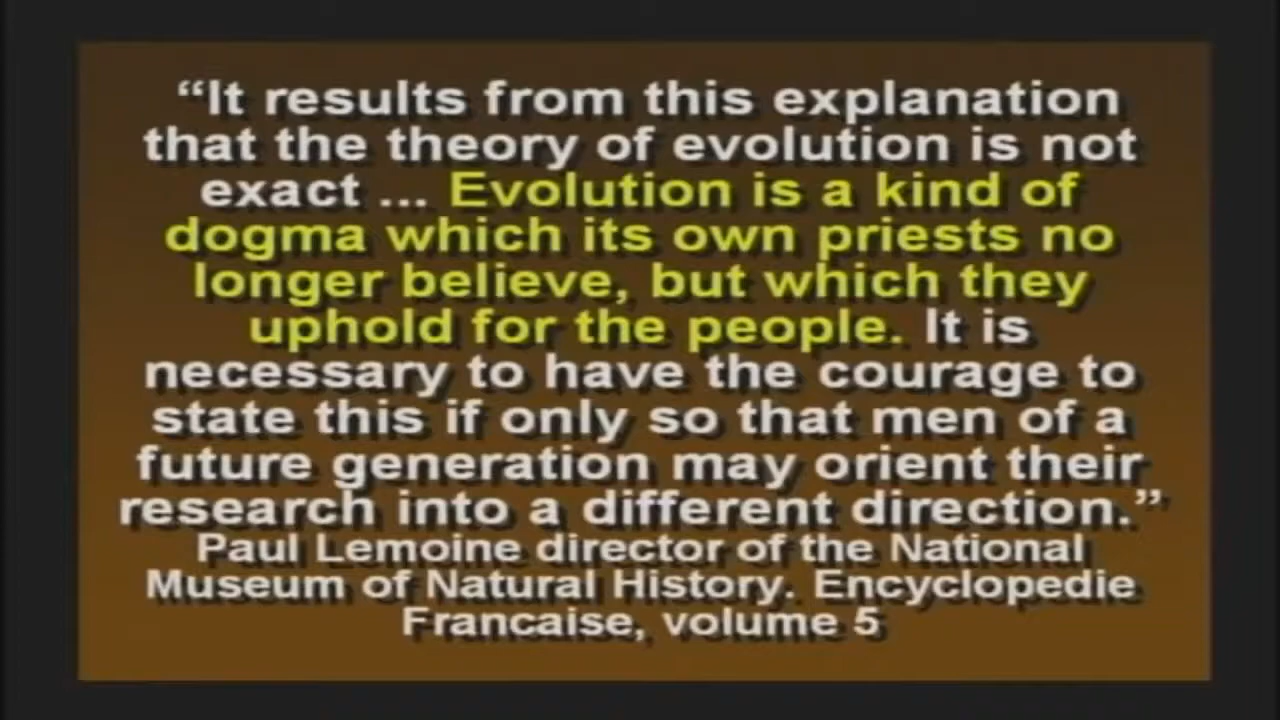 “It results from this explanation
that the theory of evolution is not
exact ... Evolution is a kind of
dogma which its own priests no
longer believe, but which they
uphold for the people. It is
necessary to have the courage to
state this if only so that men of a
future generation may orient their
research into a different direction.”
Paul Lemoine director of the National
Museum of Natural History. Encyclopedie
Francaise, volume 5